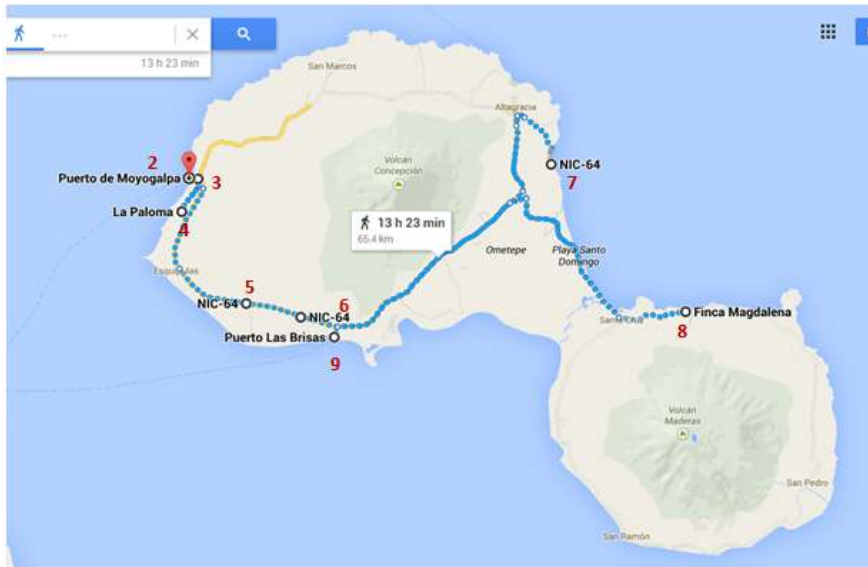 ---
13 h 23 min
San Marcos
Altagracia
2
Puerto de Moyogalpa
3
Volcán
Concepción
NIC-64
7
La Paloma
4
13 h 23 min
66.4 km
Ometepe
Playa Santo
Domingo
Esquipulas
5
NIC-64
6
NIC-64
Puerto Las Brisas
9
Santa Cruz
Finca Magdalena
8
Volcán
Maderas
San Pedro
San Ramón